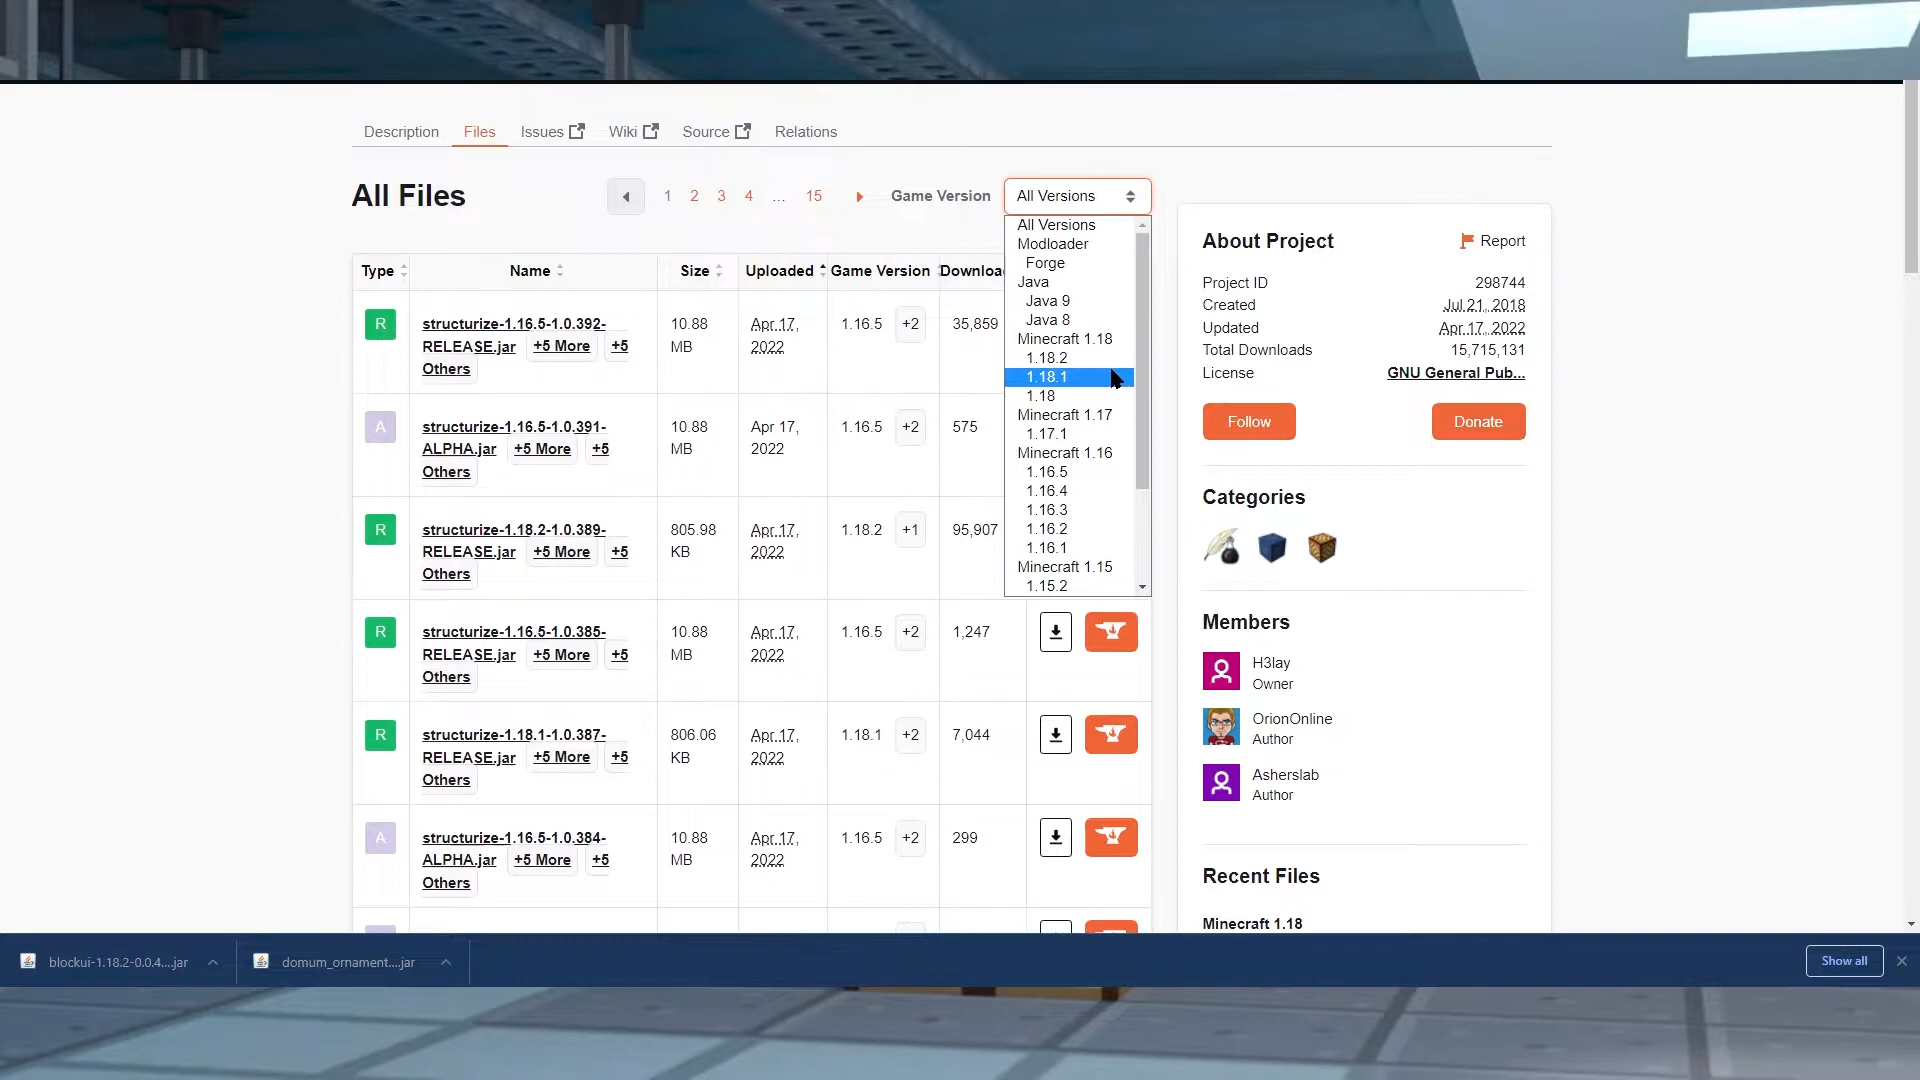 Description Files Issues Wiki Source Relations
All Files
1 2 3 4 ... 15
Game Version All Versions
All Versions
Modloader
Forge
Java
Java 9
Java 8
Minecraft 1.18
1.18.2
1.18.1
1.18
Minecraft 1.17
1.17.1
Minecraft 1.16
1.16.5
1.16.4
1.16.3
1.16.2
1.16.1
Minecraft 1.15
1.15.2
Type Name Size Uploaded Game Version Downloa
R structurize-1.16.5-1.0.392- 10.88 Apr 17, 1.16.5 +2 35,859
RELEASE.jar +5 More +5 MB 2022
Others
A structurize-1.16.5-1.0.391- 10.88 Apr 17, 1.16.5 +2 575
ALPHA.jar +5 More +5 MB 2022
Others
R structurize-1.18.2-1.0.389- 805.98 Apr 17, 1.18.2 +1 95,907
RELEASE.jar +5 More +5 KB 2022
Others
R structurize-1.16.5-1.0.385- 10.88 Apr 17, 1.16.5 +2 1,247
RELEASE.jar +5 More +5 MB 2022
Others
R structurize-1.18.1-1.0.387- 806.06 Apr 17, 1.18.1 +2 7,044
RELEASE.jar +5 More +5 KB 2022
Others
A structurize-1.16.5-1.0.384- 10.88 Apr 17, 1.16.5 +2 299
ALPHA.jar +5 More +5 MB 2022
Others
About Project Report
Project ID 298744
Created Jul 21, 2018
Updated Apr 17, 2022
Total Downloads 15,715,131
License GNU General Pub...
Follow Donate
Categories
Members
H3lay
Owner
OrionOnline
Author
Asherslab
Author
Recent Files
Minecraft 1.18
blockui-1.18.2-0.0.4....jar domum_ornament....jar Show all